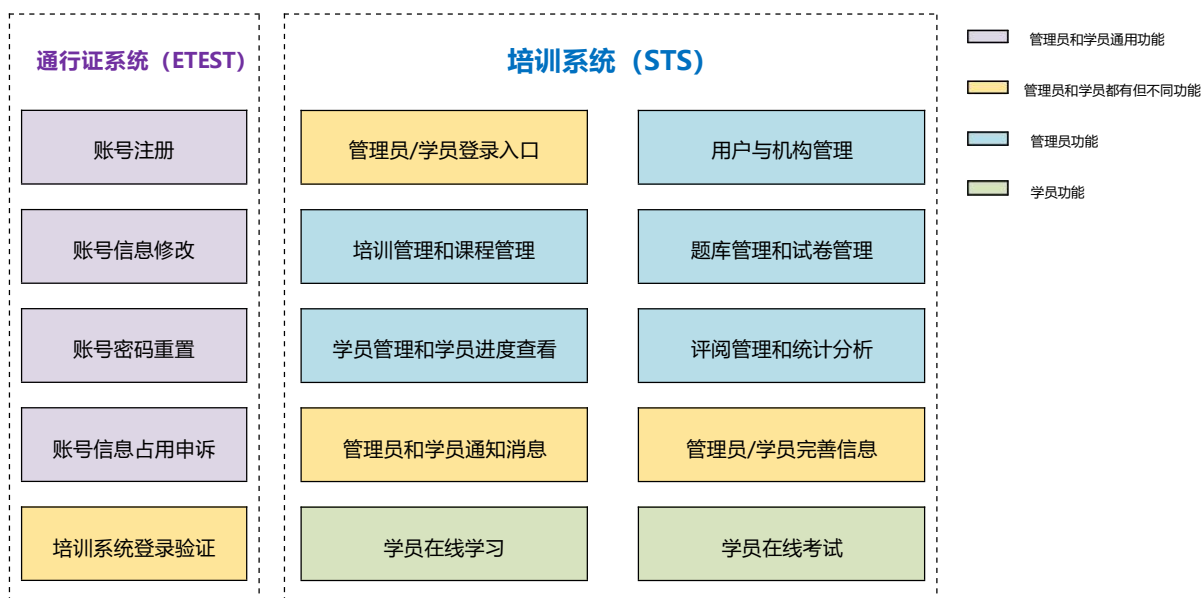 通行证系统（ETEST）
账号注册
账号信息修改
账号密码重置
账号信息占用申诉
培训系统登录验证
培训系统（STS）
管理员/学员登录入口
用户与机构管理
培训管理和课程管理
题库管理和试卷管理
学员管理和学员进度查看
评阅管理和统计分析
管理员和学员通知消息
管理员/学员完善信息
学员在线学习
学员在线考试
管理员和学员通用功能
管理员和学员都有但不同功能
管理员功能
学员功能